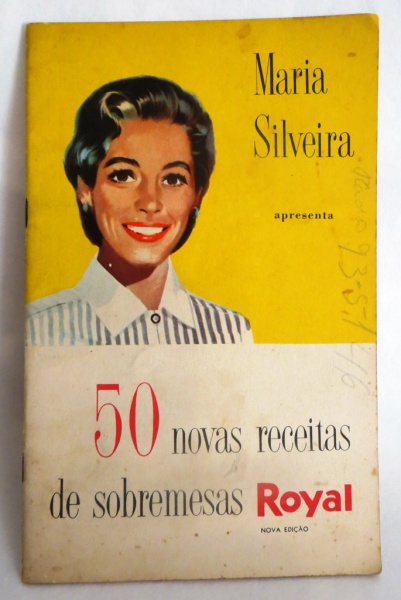 Maria
Silveira
apresenta
50 novas receitas
de sobremesas Royal
NOVA EDIÇÃO